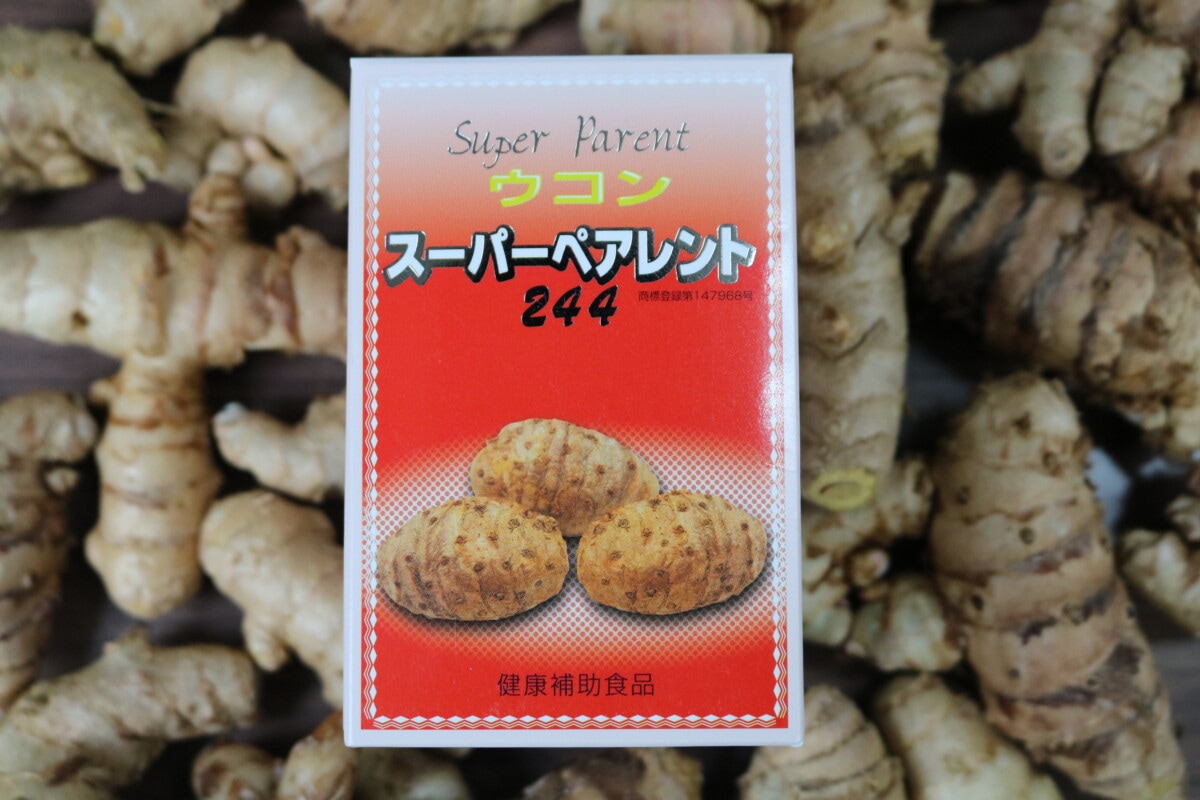 Super Parent
ウコン
スーパーペアレント
244
商標登録第147968号
健康補助食品